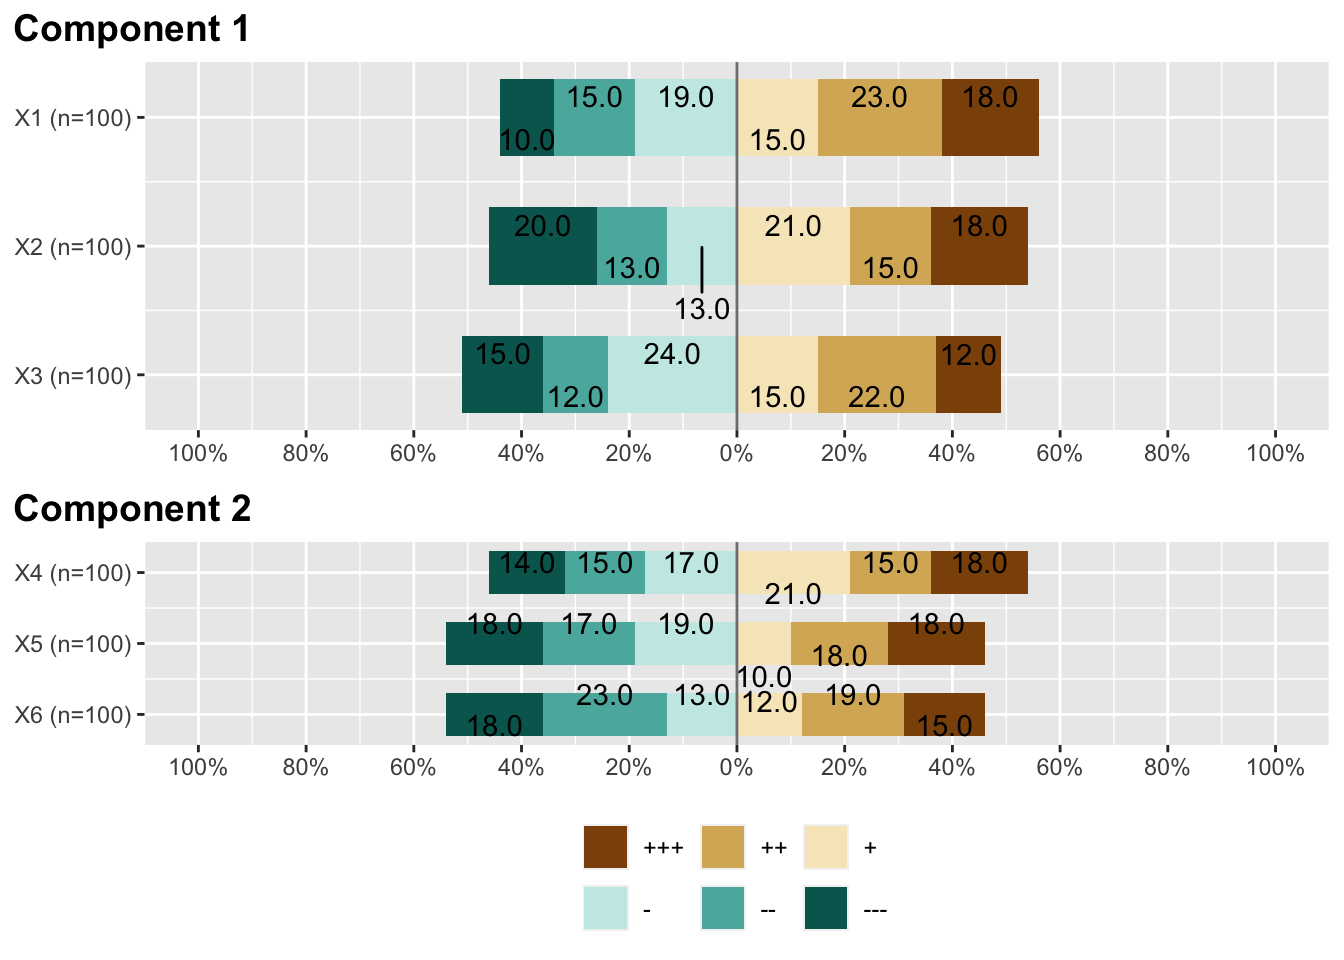 Component 1
X1 (n=100)
15.0 19.0 23.0 18.0
10.0 15.0
X2 (n=100)
20.0 21.0 18.0
13.0 15.0
13.0
X3 (n=100)
15.0 24.0 12.0
12.0 15.0 22.0
100% 80% 60% 40% 20% 0% 20% 40% 60% 80% 100%
Component 2
X4 (n=100)
14.0 15.0 17.0 15.0 18.0
21.0
X5 (n=100)
18.0 17.0 19.0 18.0
18.0
10.0
X6 (n=100)
23.0 13.0 12.0 19.0
18.0 15.0
100% 80% 60% 40% 20% 0% 20% 40% 60% 80% 100%
+++ ++ +
- -- ---